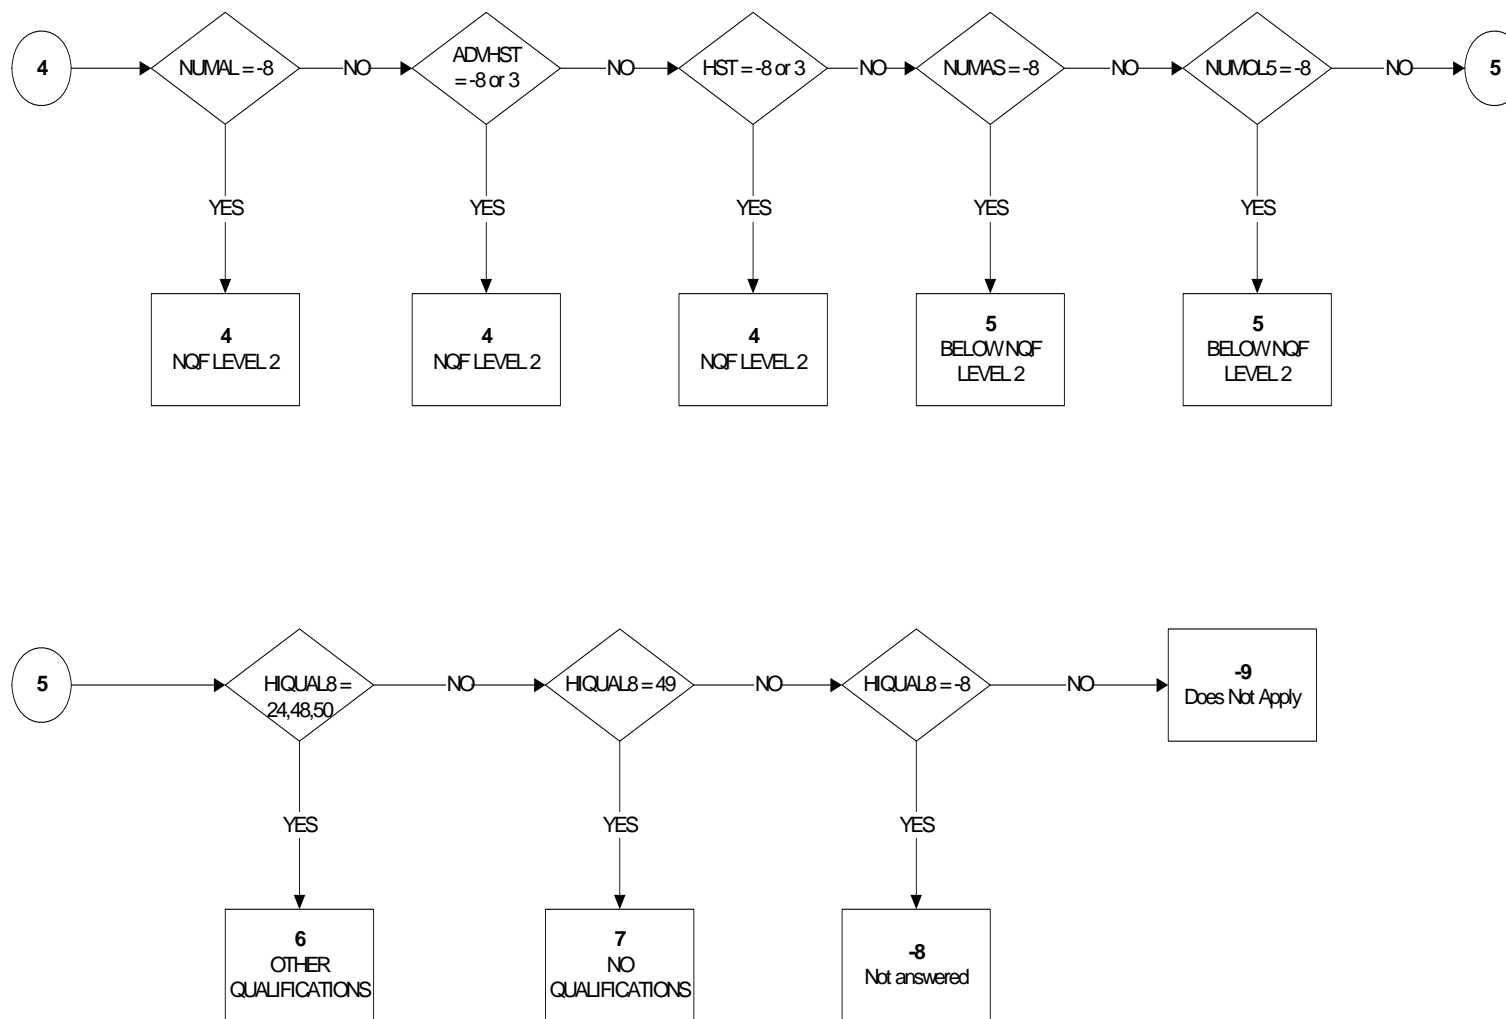 4
NUMAL = -8
NO
ADVHST
= -8 or 3
NO
HST = -8 or 3
NO
NUMAS = -8
NO
NUMOL5 = -8
NO
5
YES
YES
YES
YES
YES
4
NQF LEVEL 2
4
NQF LEVEL 2
4
NQF LEVEL 2
5
BELOW NQF
LEVEL 2
5
BELOW NQF
LEVEL 2
5
HIQUAL8 =
24,48,50
NO
HIQUAL8 = 49
NO
HIQUAL8 = -8
NO
-9
Does Not Apply
YES
YES
YES
6
OTHER
QUALIFICATIONS
7
NO
QUALIFICATIONS
-8
Not answered